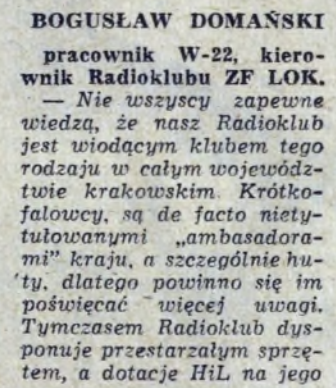 BOGUSŁAW DOMAŃSKI
pracownik W-22, kiero-
wnik Radioklubu ZF LOK.
— Nie wszyscy zapewne
wiedzą, że nasz Radioklub
jest wiodącym klubem tego
rodzaju w całym wojewódz-
twie krakowskim. Krótko-
falowcy, są de facto niety-
tułowanymi „ambasadora-
mi” kraju, a szczególnie hu-
ty, dlatego powinno się im
poświęcać więcej uwagi.
Tymczasem Radioklub dys-
ponuje przestarzałym sprzę-
tem, a dotacje HiL na jego